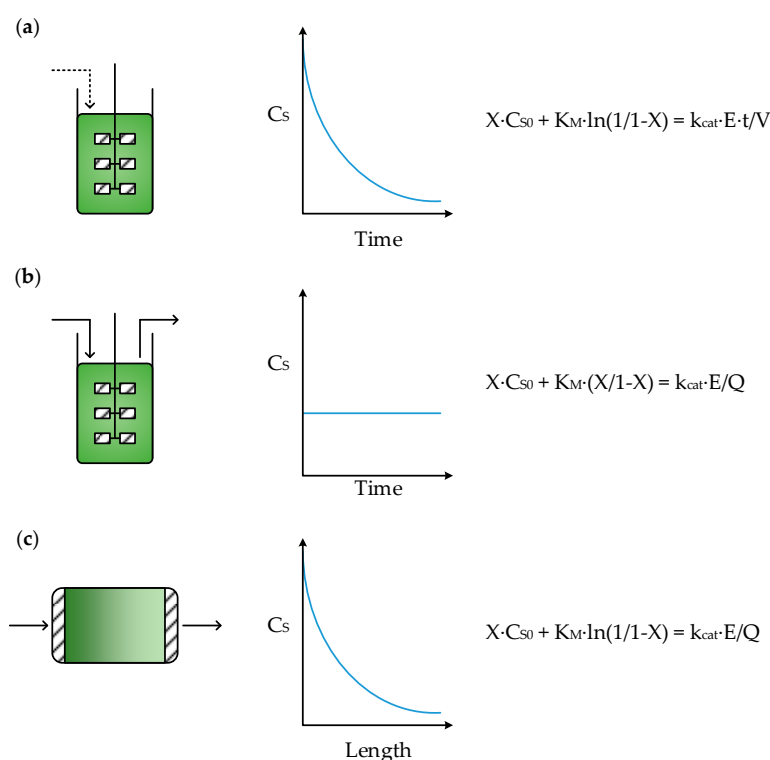 (a)
Cs
X·Cs0 + KM·ln(1/1-X) = kcat·E·t/V
Time
(b)
Cs
X·Cs0 + KM·(X/1-X) = kcat·E/Q
Time
(c)
Cs
X·Cs0 + KM·ln(1/1-X) = kcat·E/Q
Length